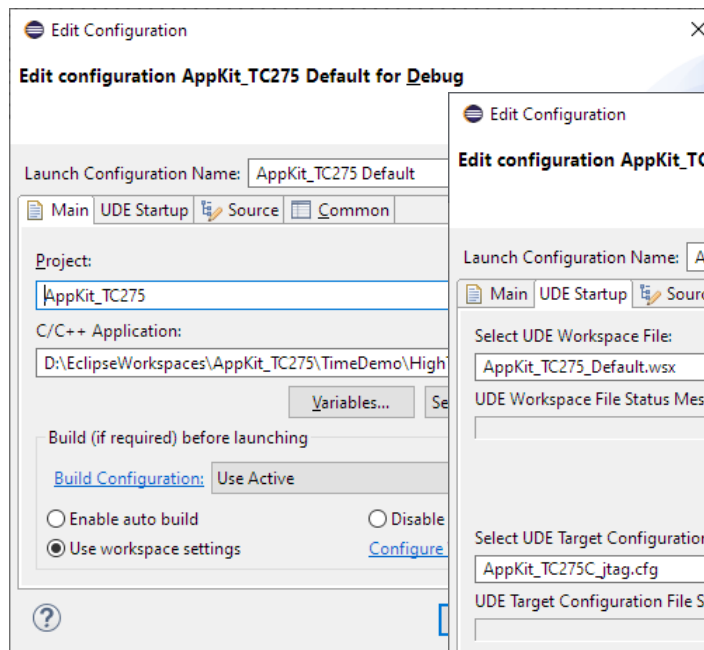 Edit Configuration
Edit configuration AppKit_TC275 Default for Debug
Launch Configuration Name: AppKit_TC275 Default
Main UDE Startup Source Common
Project:
AppKit_TC275
C/C++ Application:
D:\EclipseWorkspaces\AppKit_TC275\TimeDemo\HighT
Variables... Se
Build (if required) before launching
Build Configuration: Use Active
Enable auto build Disable
Use workspace settings Configure
Edit Configuration
Edit configuration AppKit_TC
Launch Configuration Name: A
Main UDE Startup Sourc
Select UDE Workspace File:
AppKit_TC275_Default.wsx
UDE Workspace File Status Mes
Select UDE Target Configuration
AppKit_TC275C_jtag.cfg
UDE Target Configuration File S